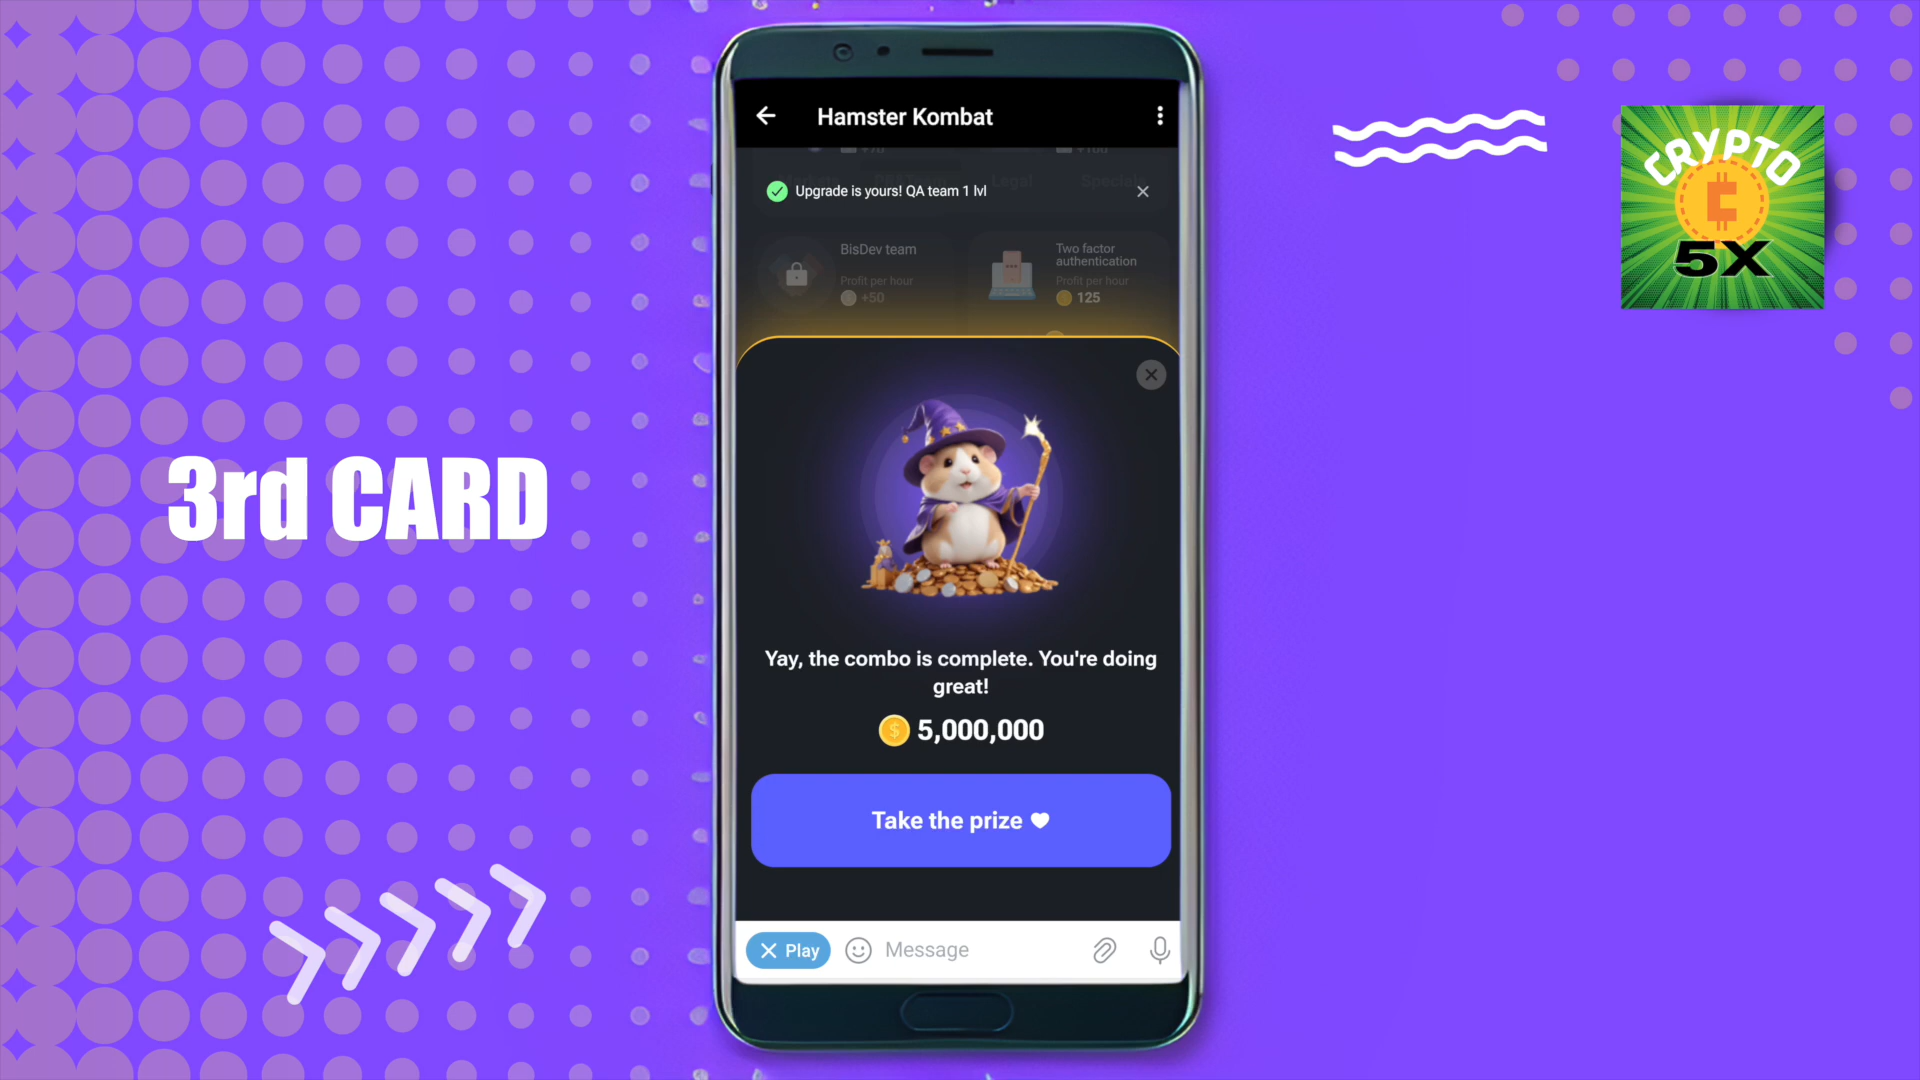 Hamster Kombat
Legal
Specials
Upgrade is yours! QA team 1 lvl
BisDev team
Profit per hour
+50
Two factor
authentication
Profit per hour
125
3rd CARD
CRYPTO
5X
Yay, the combo is complete. You're doing
great!
5,000,000
Take the prize
Play
Message